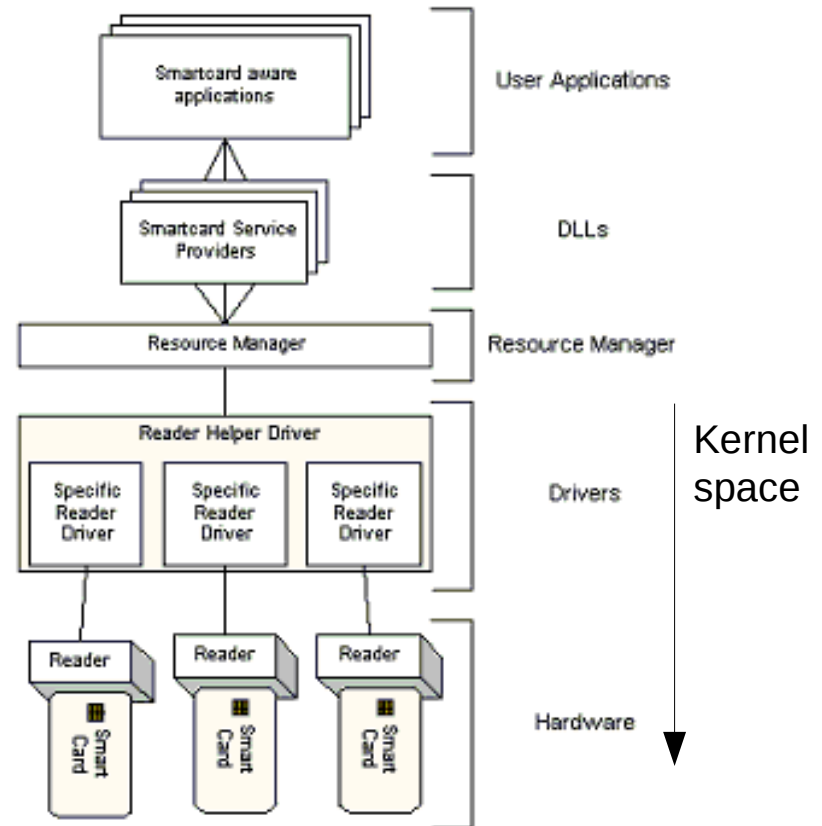 Smartcard aware
applications
User Applications
Smartcard Service
Providers
DLLs
Resource Manager
Resource Manager
Reader Helper Driver
Specific
Reader
Driver
Specific
Reader
Driver
Specific
Reader
Driver
Drivers
Kernel
space
Reader
Reader
Reader
Smart
Card
Smart
Card
Smart
Card
Hardware